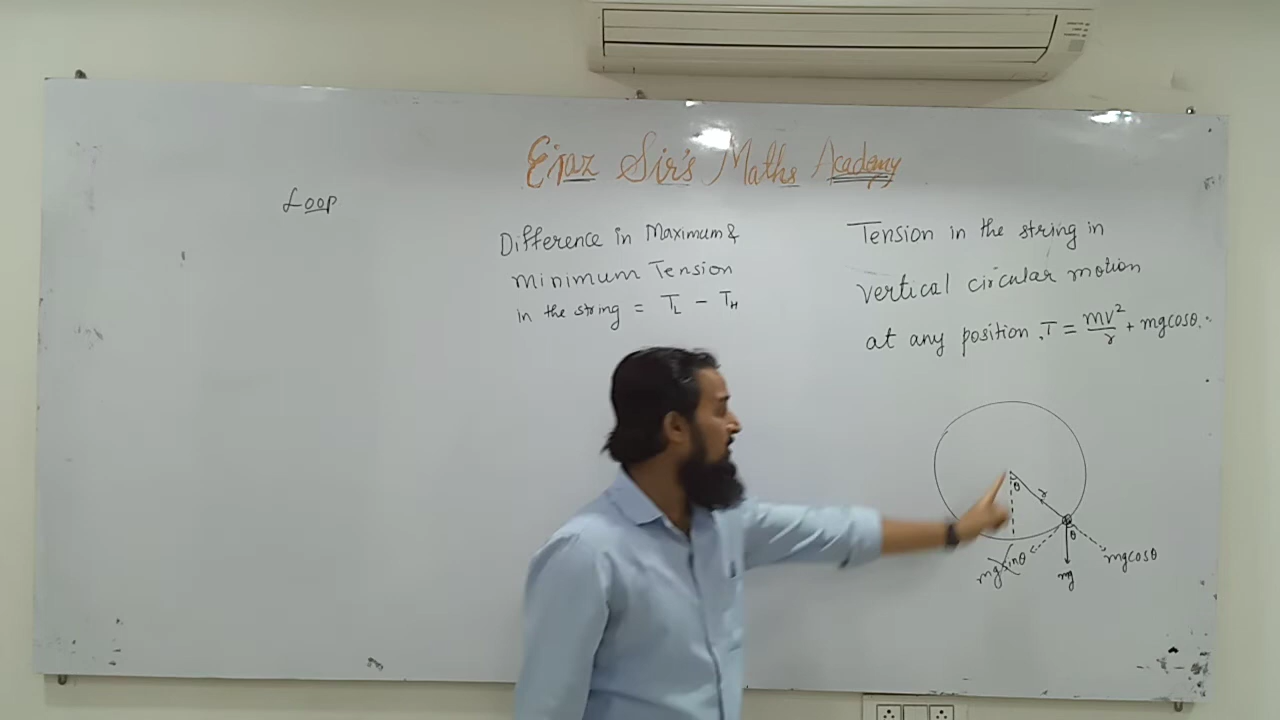 Ejaz Sir's Maths Academy
Loop
Difference in Maximum &
minimum Tension
in the string = T_L - T_H
Tension in the string in
vertical circular motion
at any position, T = mv²/r + mgcosθ.
θ
r
θ
mgsinθ
mg
mgcosθ